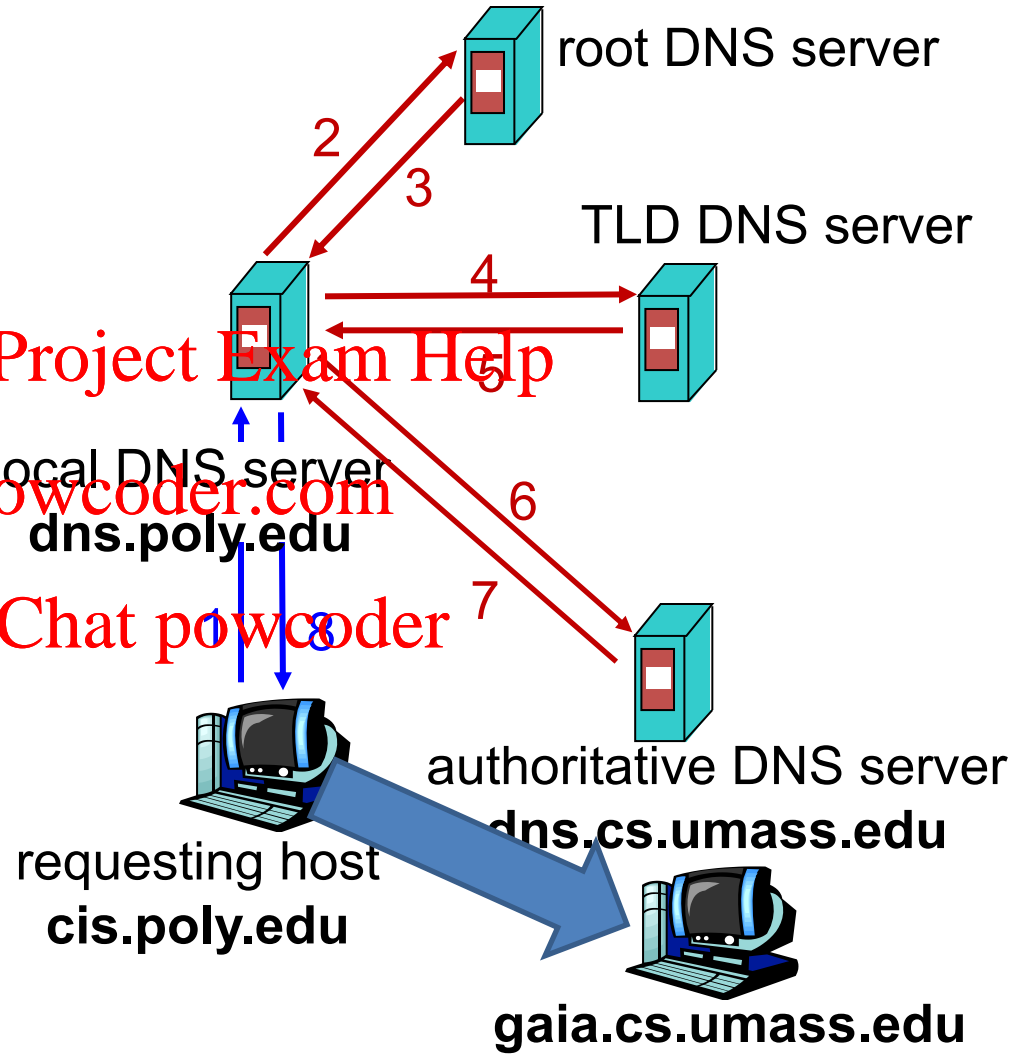 root DNS server
2
3
TLD DNS server
4
5
Project Exam Help
ocal DNS server
owcoder.com
dns.poly.edu
6
7
1
8
Chat powcoder
authoritative DNS server
dns.cs.umass.edu
requesting host
cis.poly.edu
gaia.cs.umass.edu